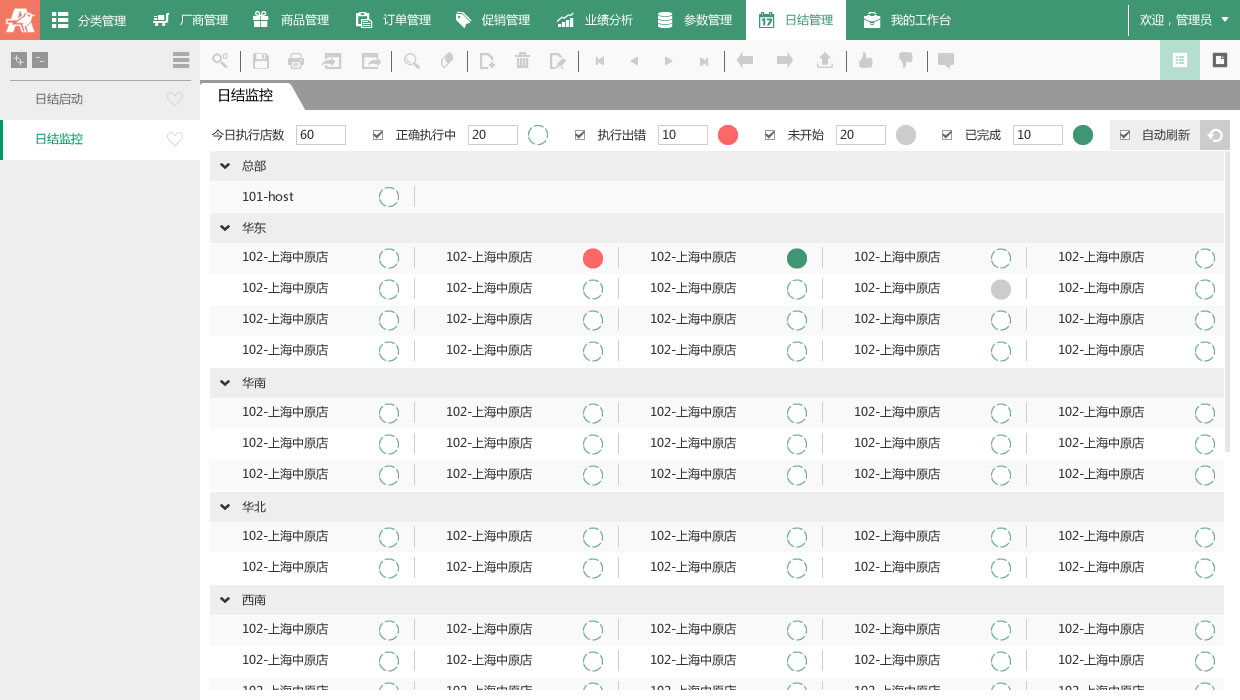 分类管理 厂商管理 商品管理 订单管理 促销管理 业绩分析 参数管理 17 日结管理 我的工作台 欢迎，管理员
日结启动
日结监控
日结监控
今日执行店数 60 正确执行中 20 执行出错 10 未开始 20 已完成 10 自动刷新
总部
101-host
华东
102-上海中原店 102-上海中原店 102-上海中原店 102-上海中原店 102-上海中原店
102-上海中原店 102-上海中原店 102-上海中原店 102-上海中原店 102-上海中原店
102-上海中原店 102-上海中原店 102-上海中原店 102-上海中原店 102-上海中原店
102-上海中原店 102-上海中原店 102-上海中原店 102-上海中原店 102-上海中原店
华南
102-上海中原店 102-上海中原店 102-上海中原店 102-上海中原店 102-上海中原店
102-上海中原店 102-上海中原店 102-上海中原店 102-上海中原店 102-上海中原店
102-上海中原店 102-上海中原店 102-上海中原店 102-上海中原店 102-上海中原店
华北
102-上海中原店 102-上海中原店 102-上海中原店 102-上海中原店 102-上海中原店
102-上海中原店 102-上海中原店 102-上海中原店 102-上海中原店 102-上海中原店
西南
102-上海中原店 102-上海中原店 102-上海中原店 102-上海中原店 102-上海中原店
102-上海中原店 102-上海中原店 102-上海中原店 102-上海中原店 102-上海中原店